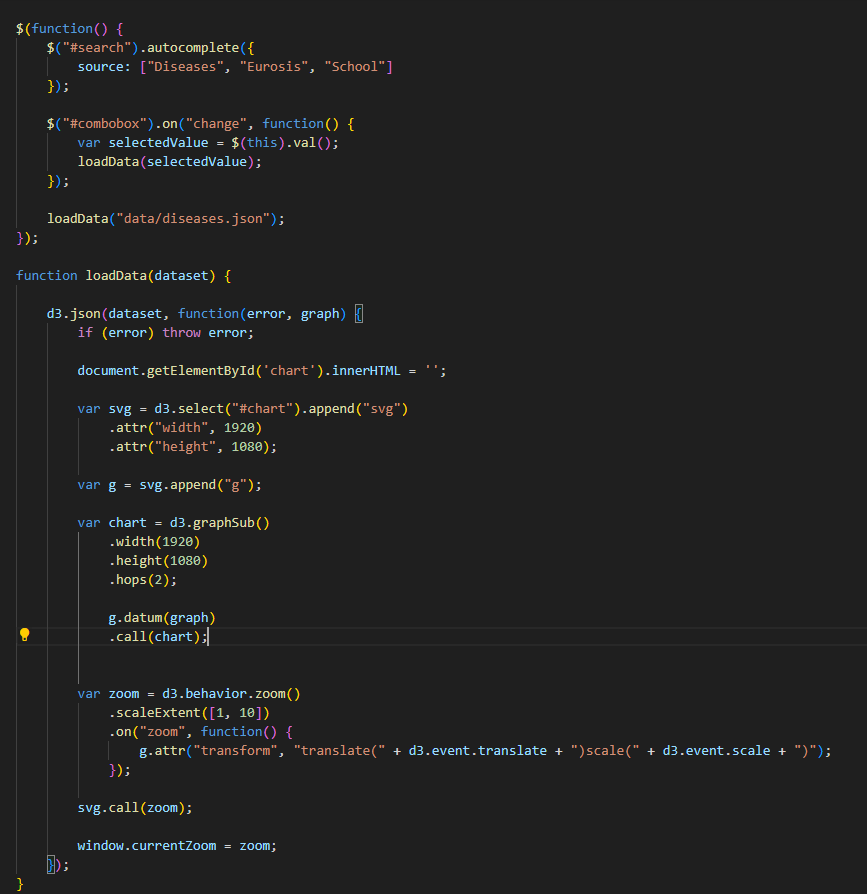 $(function() {
    $("#search").autocomplete({
        source: ["Diseases", "Eurosis", "School"]
    });
    $("#combobox").on("change", function() {
        var selectedValue = $(this).val();
        loadData(selectedValue);
    });
    loadData("data/diseases.json");
});
function loadData(dataset) {
    d3.json(dataset, function(error, graph) {
        if (error) throw error;
        document.getElementById('chart').innerHTML = '';
        var svg = d3.select("#chart").append("svg")
            .attr("width", 1920)
            .attr("height", 1080);
        var g = svg.append("g");
        var chart = d3.graphSub()
            .width(1920)
            .height(1080)
            .hops(2);
            g.datum(graph)
            .call(chart);
        var zoom = d3.behavior.zoom()
            .scaleExtent([1, 10])
            .on("zoom", function() {
                g.attr("transform", "translate(" + d3.event.translate + ")scale(" + d3.event.scale + ")");
            });
        svg.call(zoom);
        window.currentZoom = zoom;
    });
}